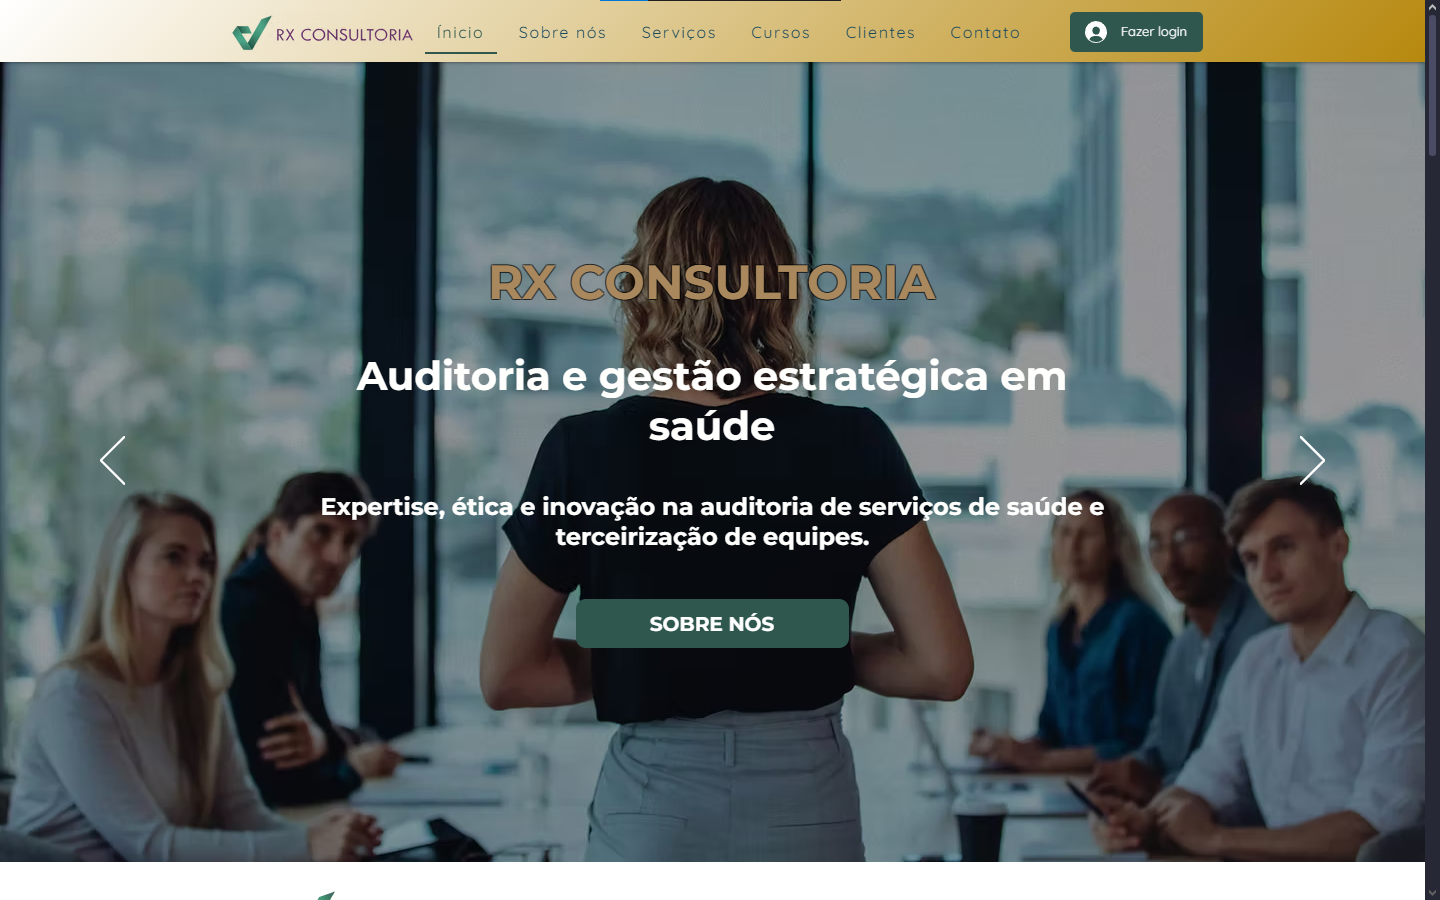 RX CONSULTORIA
Ínicio
Sobre nós
Serviços
Cursos
Clientes
Contato
Fazer login
RX CONSULTORIA
Auditoria e gestão estratégica em
saúde
Expertise, ética e inovação na auditoria de serviços de saúde e
terceirização de equipes.
SOBRE NÓS